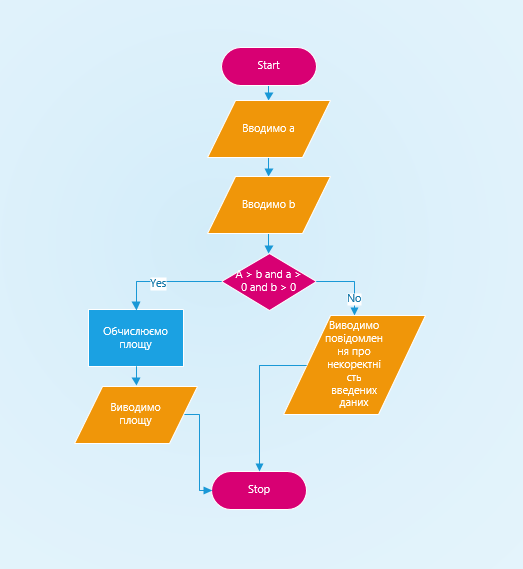 Start
Вводимо a
Вводимо b
A > b and a >
0 and b > 0
Yes
No
Обчислюємо
площу
Виводимо
повідомлен
ня про
некоректні
сть
введених
даних
Виводимо
площу
Stop